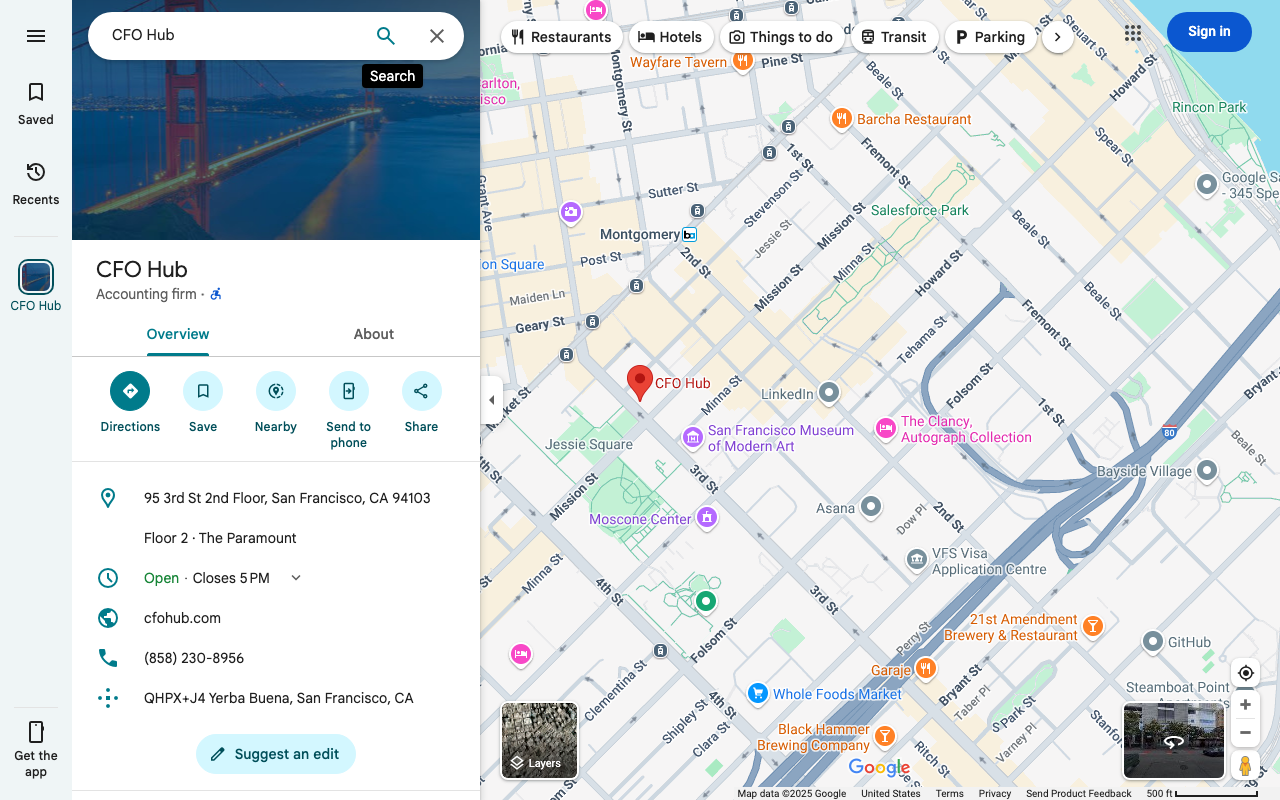 CFO Hub
Search
Saved
Recents
CFO Hub
Get the
app
CFO Hub
Accounting firm ·
Overview
About
Directions
Save
Nearby
Send to
phone
Share
95 3rd St 2nd Floor, San Francisco, CA 94103
Floor 2 · The Paramount
Open · Closes 5 PM
cfohub.com
(858) 230-8956
QHPX+J4 Yerba Buena, San Francisco, CA
Suggest an edit
Restaurants
Hotels
Things to do
Transit
Parking
Sign in
Wayfare Tavern
Pine St
Montgomery St
Beale St
Steuart St
Howard St
Rincon Park
Barcha Restaurant
Spear St
1st St
Fremont St
Grant Ave
Sutter St
Stevenson St
Salesforce Park
Mission St
Jessie St
Montgomery
Minna St
2nd St
Post St
Mission St
Howard St
Maiden Ln
Geary St
Beale St
Tehama St
Fremont St
CFO Hub
Minna St
LinkedIn
Folsom St
Bryant St
Market St
1st St
San Francisco Museum
of Modern Art
The Clancy,
Autograph Collection
80
Jessie Square
Beale St
Bayside Village
3rd St
Mission St
Asana
Moscone Center
Dow Pl
2nd St
VFS Visa
Application Centre
Minna St
4th St
3rd St
21st Amendment
Brewery & Restaurant
Perry St
Folsom St
GitHub
Garaje
Bryant St
Clementina St
Whole Foods Market
Taber Pl
Steamboat Point
4th St
S Park St
Shipley St
Clara St
Black Hammer
Brewing Company
Varney Pl
Ritch St
Layers
Google
Map data ©2025 Google
United States
Terms
Privacy
Send Product Feedback
500 ft